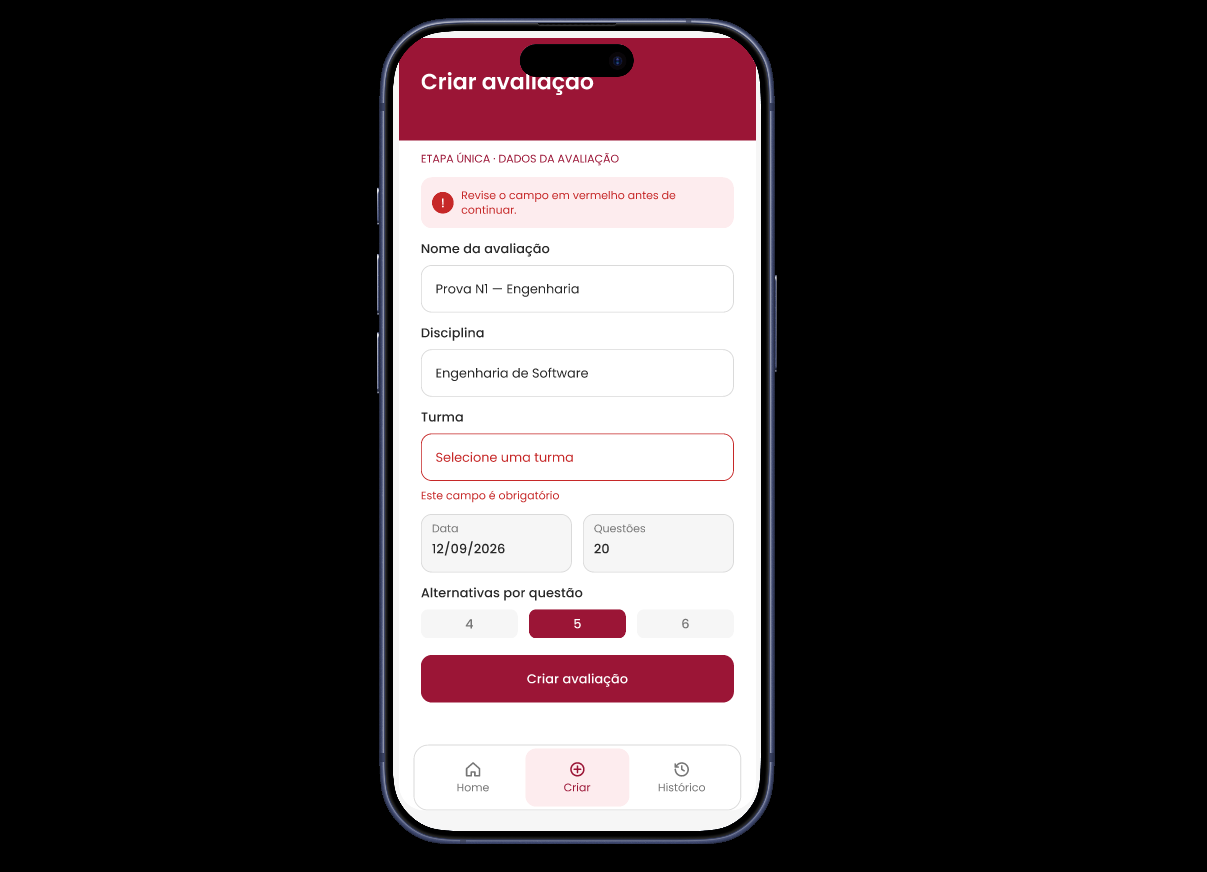 Criar avaliação
ETAPA ÚNICA · DADOS DA AVALIAÇÃO
!
Revise o campo em vermelho antes de
continuar.
Nome da avaliação
Prova N1 — Engenharia
Disciplina
Engenharia de Software
Turma
Selecione uma turma
Este campo é obrigatório
Data
12/09/2026
Questões
20
Alternativas por questão
4
5
6
Criar avaliação
Home
Criar
Histórico